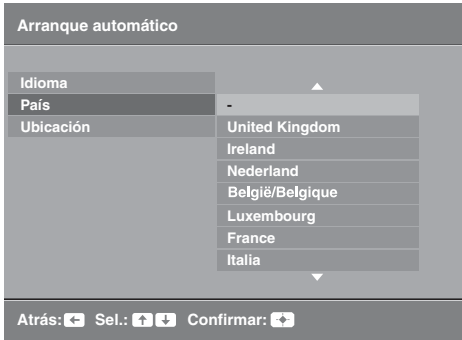 Arranque automático
Idioma
País
-
Ubicación
United Kingdom
Ireland
Nederland
België/Belgique
Luxembourg
France
Italia
Atrás: Sel.: Confirmar: